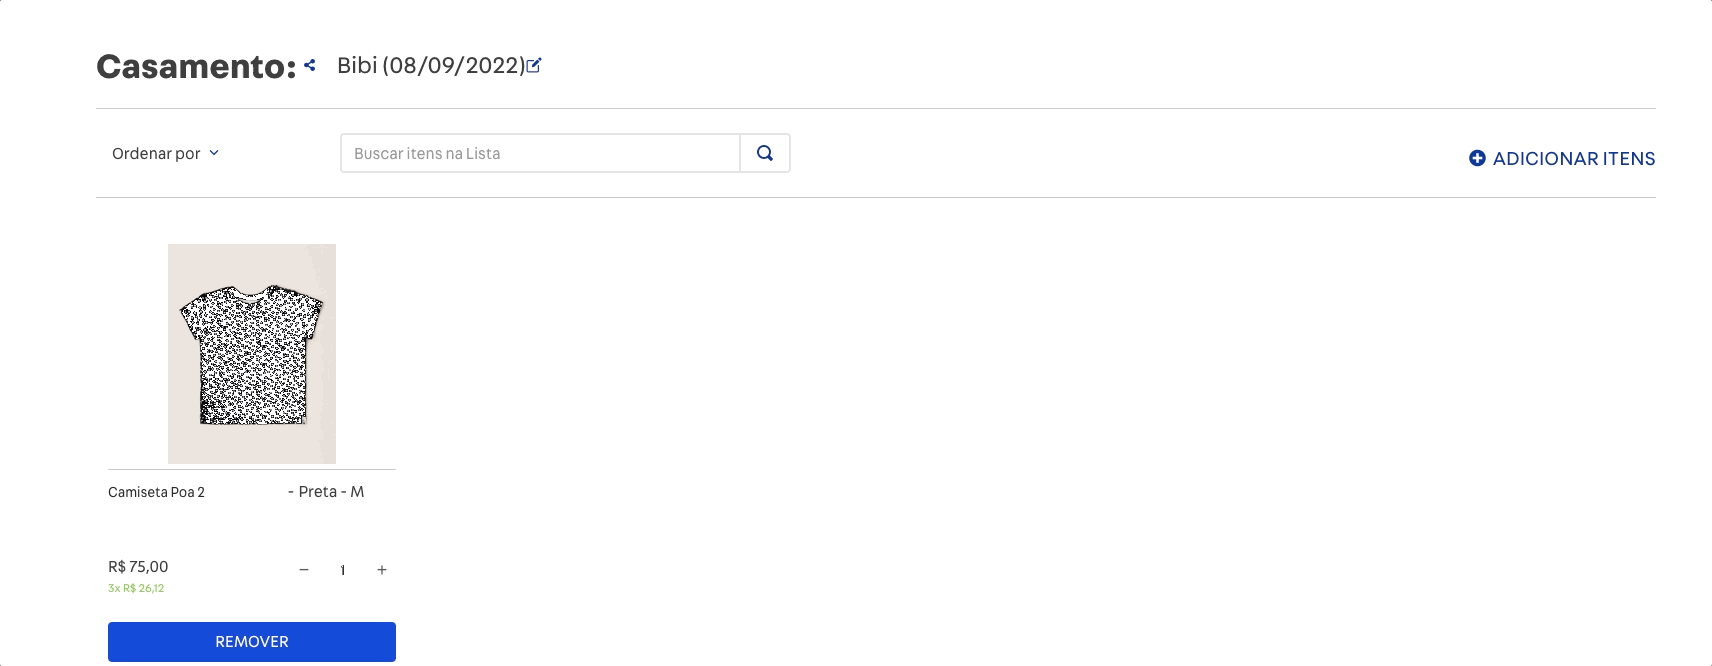 Casamento: Bibi (08/09/2022)
Ordenar por
Buscar itens na Lista
ADICIONAR ITENS
Camiseta Poa 2 - Preta - M
R$ 75,00 − 1 +
3x R$ 26,12
REMOVER